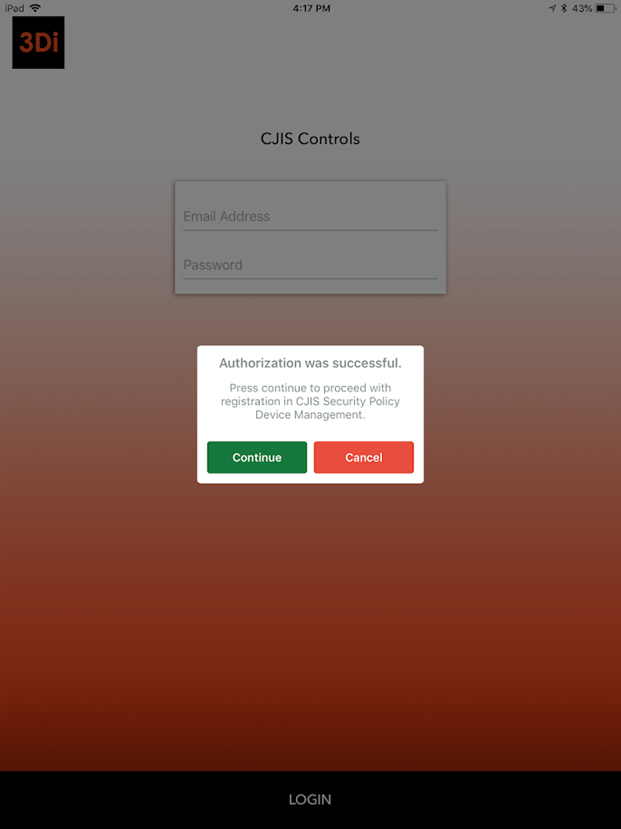 iPad 4:17 PM 43%
3Di
CJIS Controls
Email Address
Password
Authorization was successful.
Press continue to proceed with
registration in CJIS Security Policy
Device Management.
Continue Cancel
LOGIN